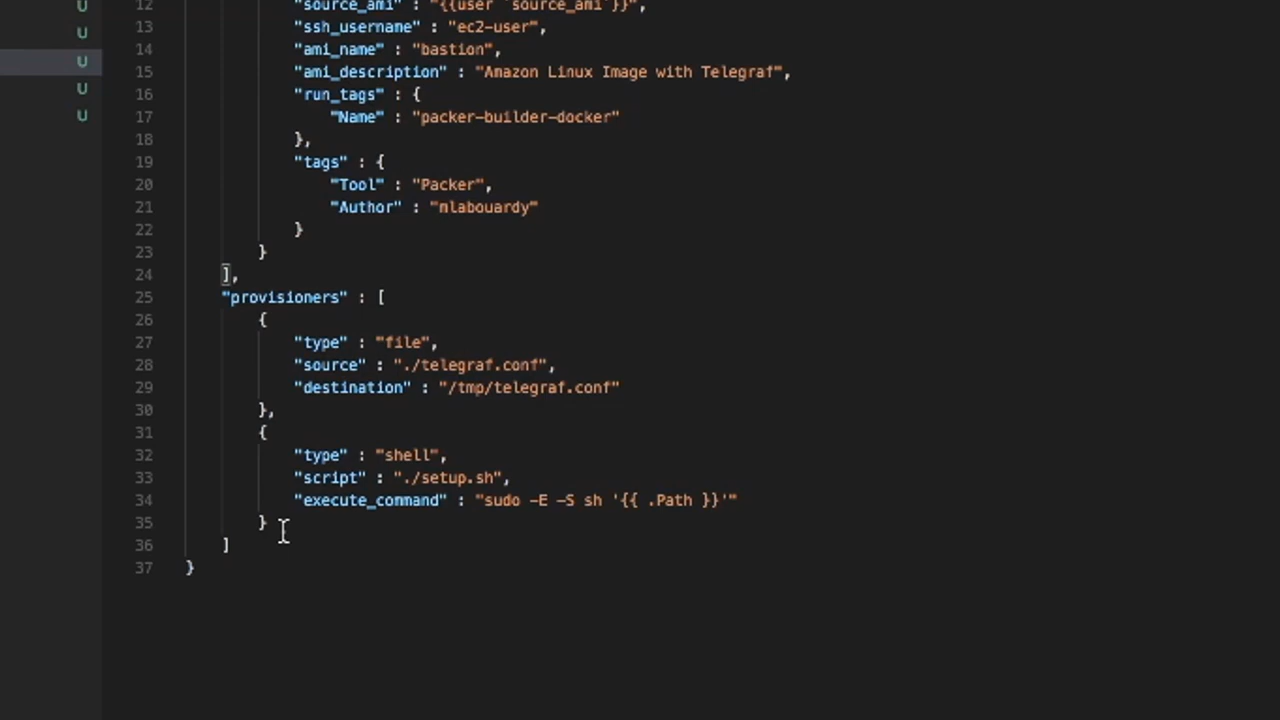 U
U
U
U
U
12 "source_ami" : "{{user `source_ami`}}",
13 "ssh_username" : "ec2-user",
14 "ami_name" : "bastion",
15 "ami_description" : "Amazon Linux Image with Telegraf",
16 "run_tags" : {
17 "Name" : "packer-builder-docker"
18 },
19 "tags" : {
20 "Tool" : "Packer",
21 "Author" : "mlabouardy"
22 }
23 }
24 ],
25 "provisioners" : [
26 {
27 "type" : "file",
28 "source" : "./telegraf.conf",
29 "destination" : "/tmp/telegraf.conf"
30 },
31 {
32 "type" : "shell",
33 "script" : "./setup.sh",
34 "execute_command" : "sudo -E -S sh '{{ .Path }}'"
35 }
36 ]
37 }